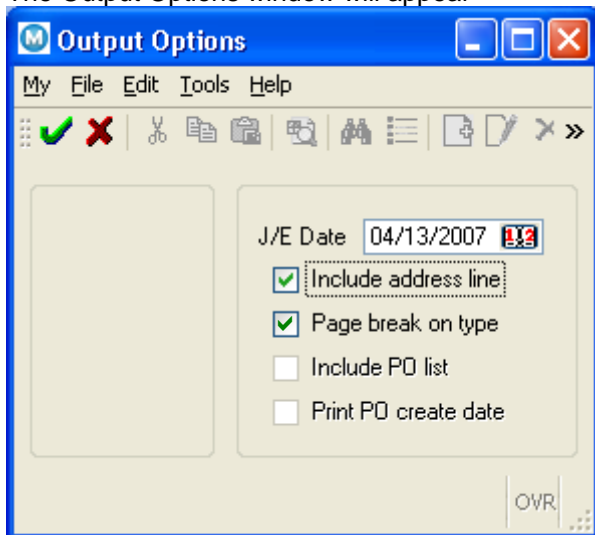 The Output Options window will appear
Output Options
My File Edit Tools Help
J/E Date 04/13/2007
Include address line
Page break on type
Include PO list
Print PO create date
OVR